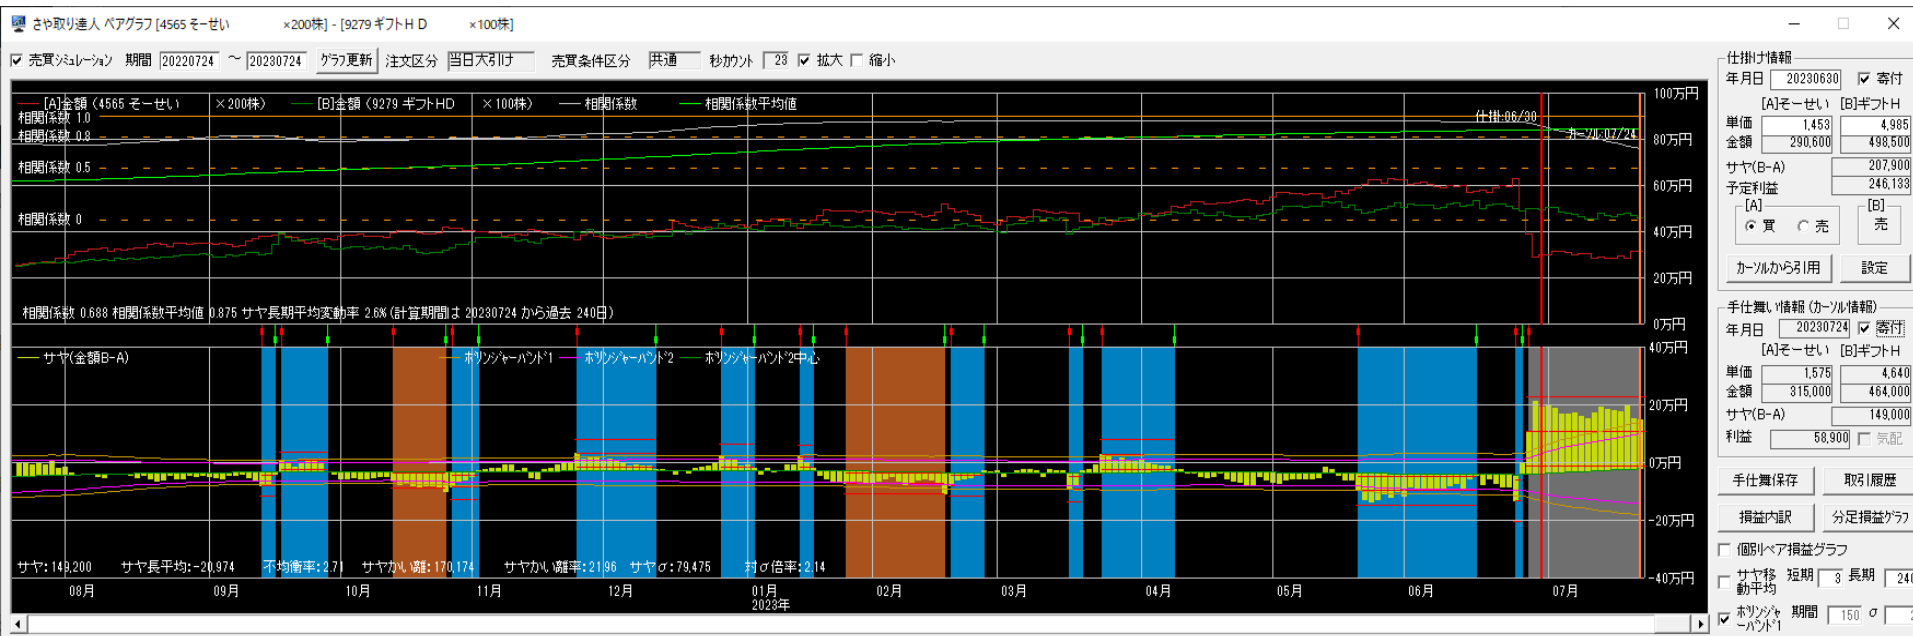 さや取り達人 ペアグラフ [4565 そーせい ×200株] - [9279 ギフトＨＤ ×100株]
売買シミュレーション 期間 20220724 ～ 20230724 グラフ更新 注文区分 当日大引け 売買条件区分 共通 秒カウント 23 拡大 縮小
[A]金額 (4565 そーせい ×200株) [B]金額 (9279 ギフトHD ×100株) 相関係数 相関係数平均値
相関係数 1.0
相関係数 0.8
相関係数 0.5
相関係数 0
仕掛:06/30
カーソル:07/24
100万円
80万円
60万円
40万円
20万円
0万円
相関係数 0.688 相関係数平均値 0.875 サヤ長期平均変動率 2.6% (計算期間は 20230724 から過去 240日)
サヤ(金額B-A) ボリンジャーバンド1 ボリンジャーバンド2 ボリンジャーバンド2中心
40万円
20万円
0万円
-20万円
-40万円
サヤ:149,200 サヤ長平均:-20,974 不均衡率:2.71 サヤかい離:170,174 サヤかい離率:21.96 サヤσ:79,475 対σ倍率:2.14
08月 09月 10月 11月 12月 01月 02月 03月 04月 05月 06月 07月
2023年
仕掛け情報
年月日 20230630 寄付
[A]そーせい [B]ギフトＨ
単価 1,453 4,985
金額 290,600 498,500
サヤ(B-A) 207,900
予定利益 246,133
[A] [B]
買 売 売
カーソルから引用 設定
手仕舞い情報 (カーソル情報)
年月日 20230724 寄付
[A]そーせい [B]ギフトＨ
単価 1,575 4,640
金額 315,000 464,000
サヤ(B-A) 149,000
利益 58,900 気配
手仕舞保存 取引履歴
損益内訳 分足損益グラフ
個別ペア損益グラフ
サヤ移動平均 短期 3 長期 240
ボリンジャーバンド1 期間 150 σ 2